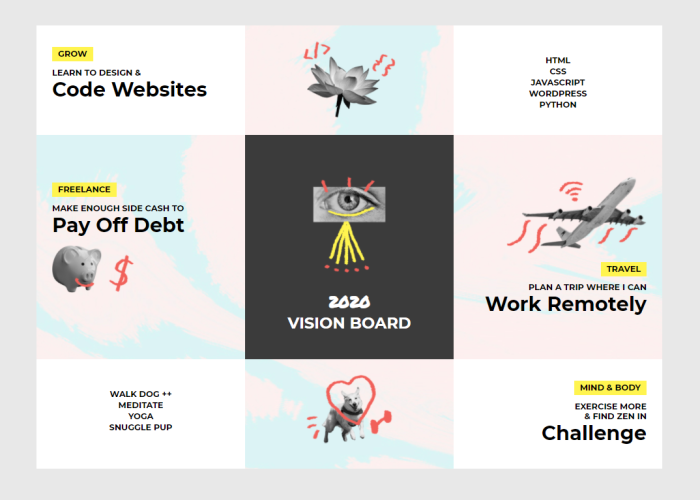 GROW
LEARN TO DESIGN &
Code Websites
</>
HTML
CSS
JAVASCRIPT
WORDPRESS
PYTHON
FREELANCE
MAKE ENOUGH SIDE CASH TO
Pay Off Debt
$
2020
VISION BOARD
TRAVEL
PLAN A TRIP WHERE I CAN
Work Remotely
WALK DOG ++
MEDITATE
YOGA
SNUGGLE PUP
MIND & BODY
EXERCISE MORE
& FIND ZEN IN
Challenge